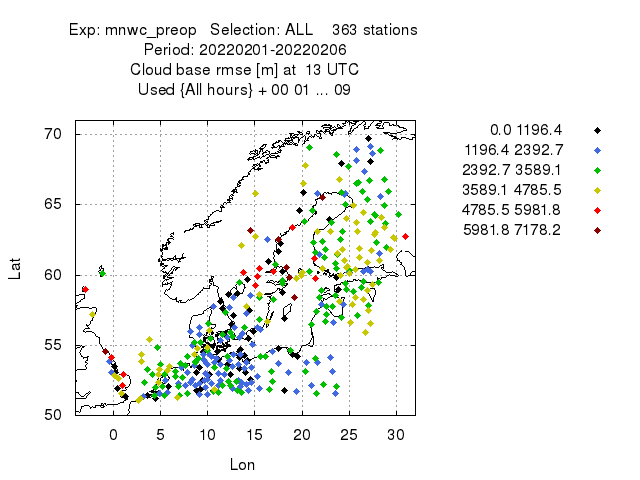 Exp: mnwc_preop Selection: ALL 363 stations
Period: 20220201-20220206
Cloud base rmse [m] at 13 UTC
Used {All hours} + 00 01 ... 09
70
65
60
55
50
Lat
0 5 10 15 20 25 30
Lon
0.0 1196.4
1196.4 2392.7
2392.7 3589.1
3589.1 4785.5
4785.5 5981.8
5981.8 7178.2